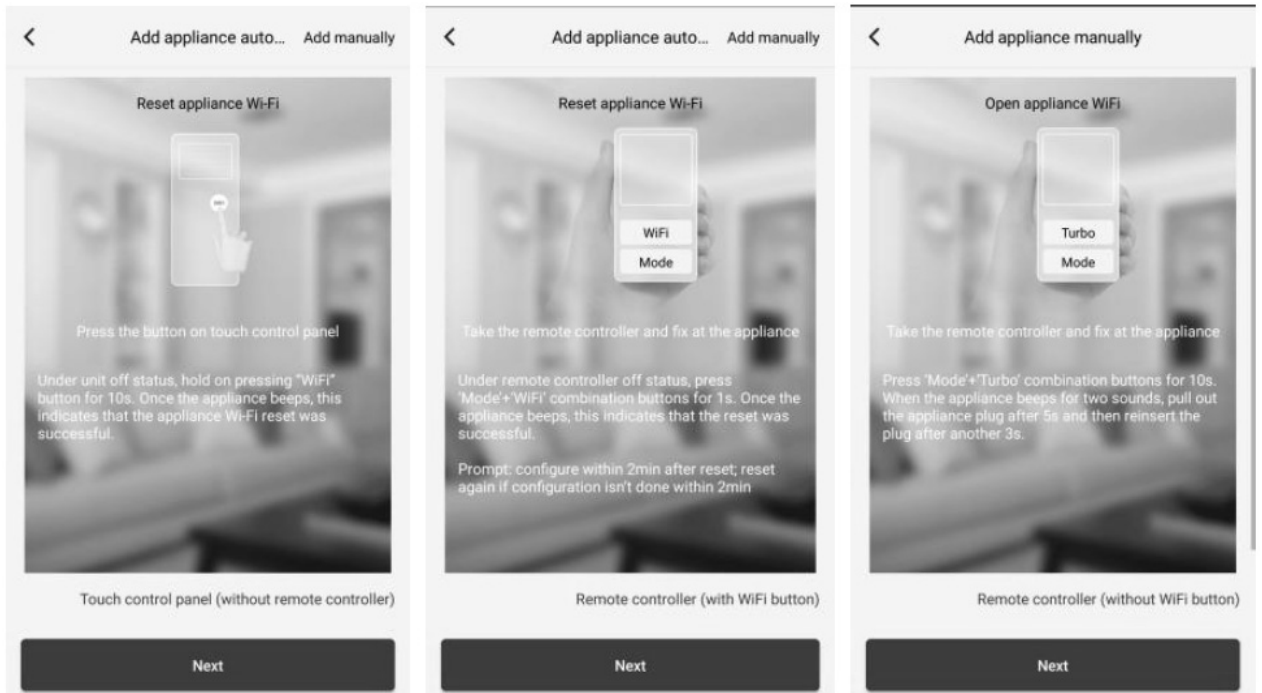 Add appliance auto... Add manually
Reset appliance Wi-Fi
Press the button on touch control panel
Under unit off status, hold on pressing "WiFi"
button for 10s. Once the appliance beeps, this
indicates that the appliance Wi-Fi reset was
successful.
Touch control panel (without remote controller)
Next
Add appliance auto... Add manually
Reset appliance Wi-Fi
WiFi
Mode
Take the remote controller and fix at the appliance
Under remote controller off status, press
'Mode'+'WiFi' combination buttons for 1s. Once the
appliance beeps, this indicates that the reset was
successful.
Prompt: configure within 2min after reset; reset
again if configuration isn't done within 2min
Remote controller (with WiFi button)
Next
Add appliance manually
Open appliance WiFi
Turbo
Mode
Take the remote controller and fix at the appliance
Press 'Mode'+'Turbo' combination buttons for 10s.
When the appliance beeps for two sounds, pull out
the appliance plug after 5s and then reinsert the
plug after another 3s.
Remote controller (without WiFi button)
Next